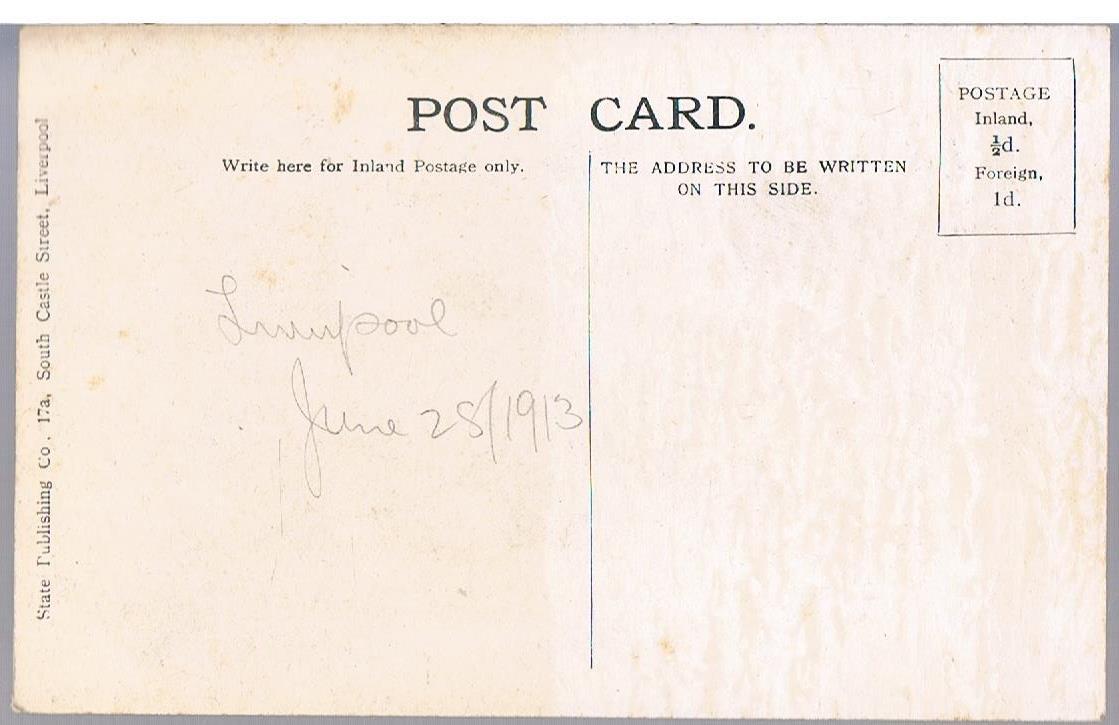 POST CARD.
Write here for Inland Postage only.
THE ADDRESS TO BE WRITTEN
ON THIS SIDE.
POSTAGE
Inland,
½d.
Foreign,
1d.
Liverpool
June 28/1913
State Publishing Co. 17a, South Castle Street, Liverpool